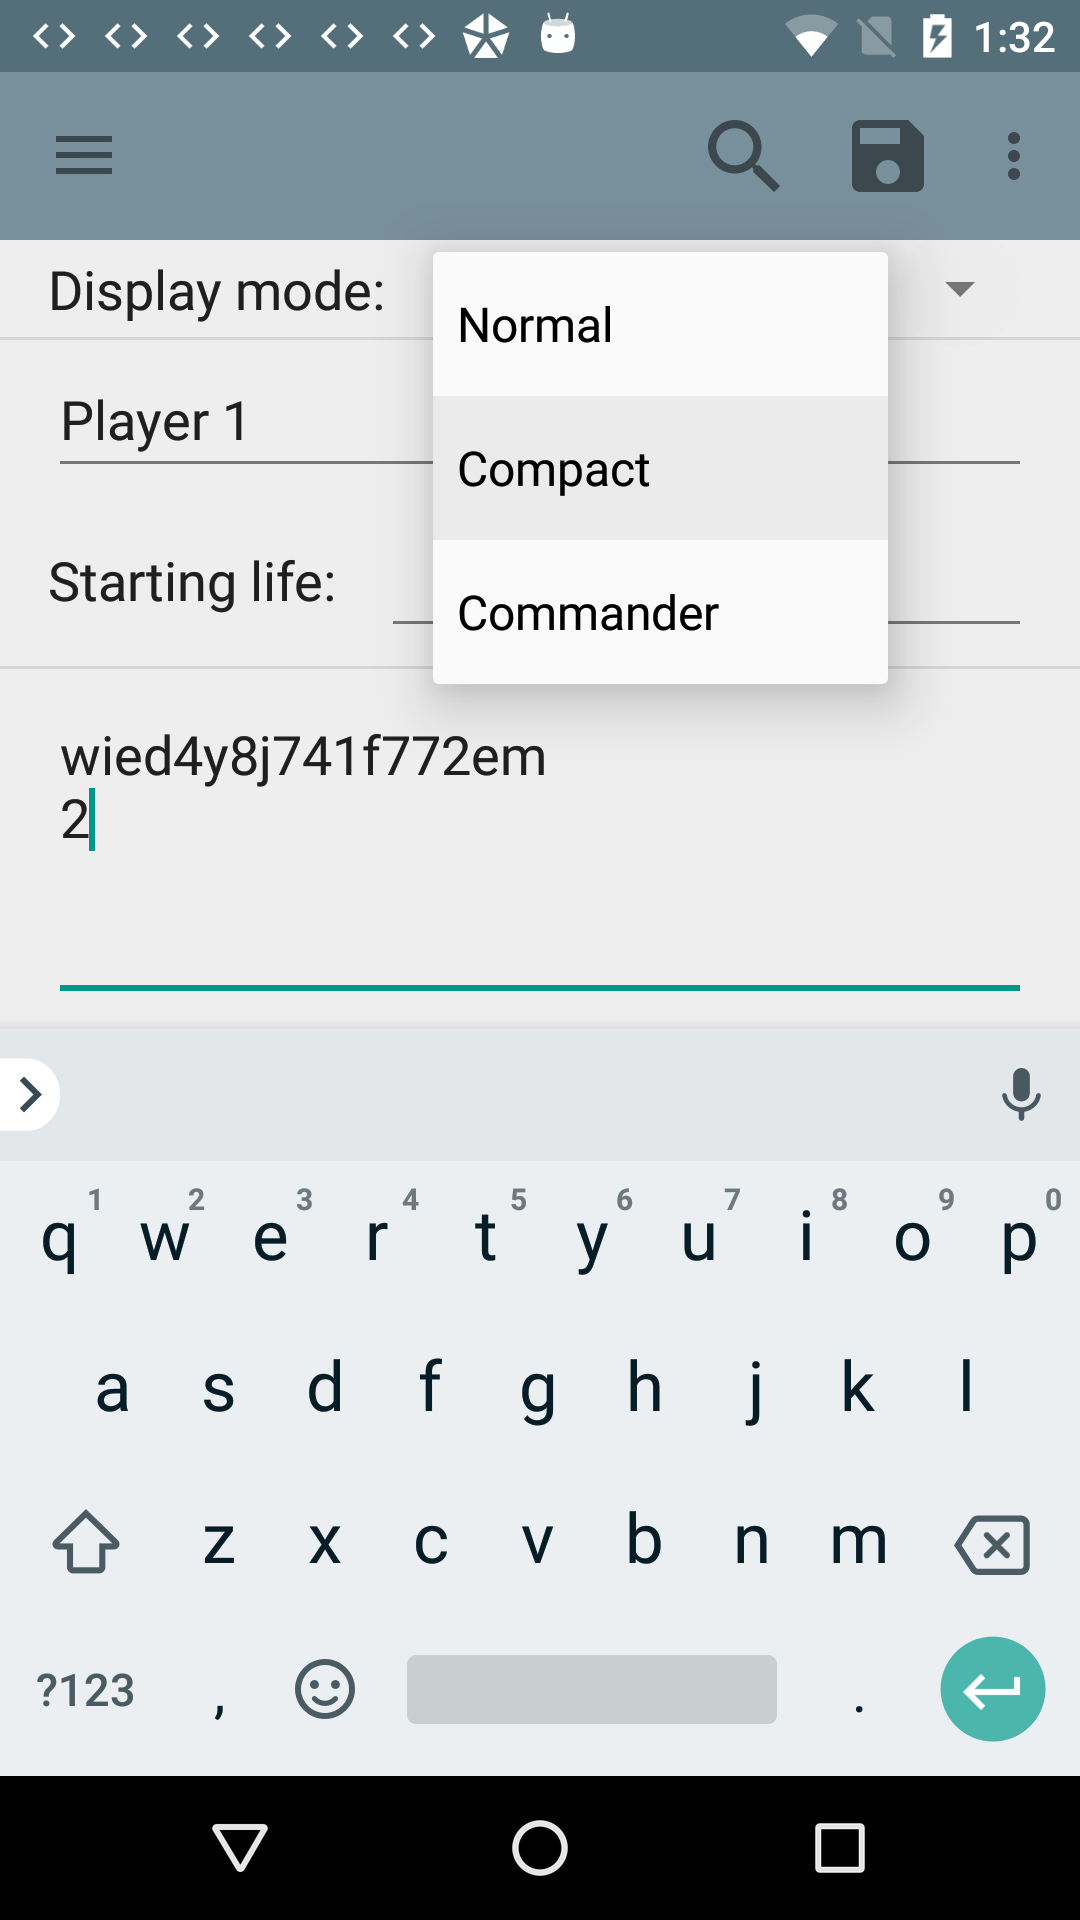 1:32
Display mode:
Normal
Player 1
Compact
Starting life:
Commander
wied4y8j741f772em
2
1 2 3 4 5 6 7 8 9 0
q w e r t y u i o p
a s d f g h j k l
z x c v b n m
?123 , .